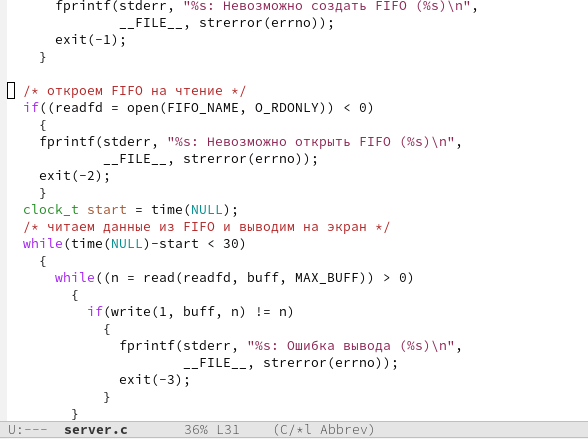 fprintf(stderr, "%s: Невозможно создать FIFO (%s)\n",
__FILE__, strerror(errno));
exit(-1);
}
/* откроем FIFO на чтение */
if((readfd = open(FIFO_NAME, O_RDONLY)) < 0)
{
fprintf(stderr, "%s: Невозможно открыть FIFO (%s)\n",
__FILE__, strerror(errno));
exit(-2);
}
clock_t start = time(NULL);
/* читаем данные из FIFO и выводим на экран */
while(time(NULL)-start < 30)
{
while((n = read(readfd, buff, MAX_BUFF)) > 0)
{
if(write(1, buff, n) != n)
{
fprintf(stderr, "%s: Ошибка вывода (%s)\n",
__FILE__, strerror(errno));
exit(-3);
}
}
U:--- server.c 36% L31 (C/*l Abbrev)